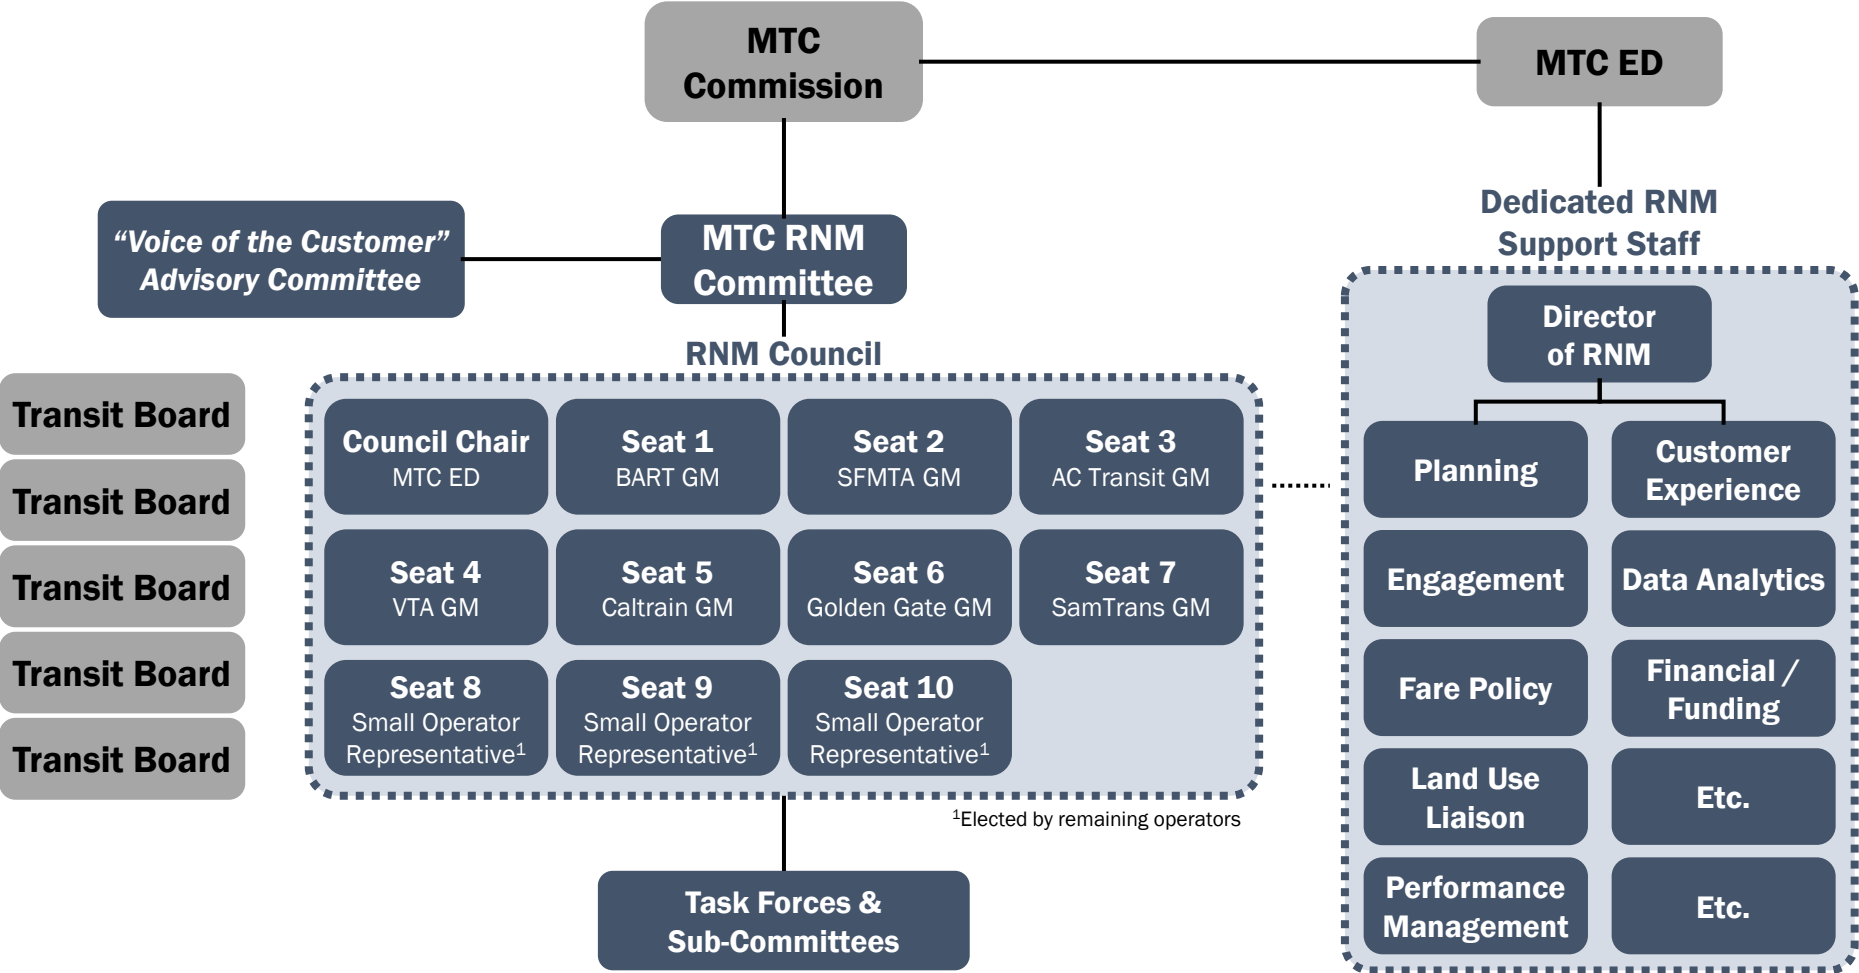 MTC
Commission
MTC ED
“Voice of the Customer”
Advisory Committee
MTC RNM
Committee
RNM Council
Transit Board
Transit Board
Transit Board
Transit Board
Transit Board
Council Chair
MTC ED
Seat 1
BART GM
Seat 2
SFMTA GM
Seat 3
AC Transit GM
Seat 4
VTA GM
Seat 5
Caltrain GM
Seat 6
Golden Gate GM
Seat 7
SamTrans GM
Seat 8
Small Operator
Representative¹
Seat 9
Small Operator
Representative¹
Seat 10
Small Operator
Representative¹
¹Elected by remaining operators
Task Forces &
Sub-Committees
Dedicated RNM
Support Staff
Director
of RNM
Planning
Customer
Experience
Engagement
Data Analytics
Fare Policy
Financial /
Funding
Land Use
Liaison
Etc.
Performance
Management
Etc.